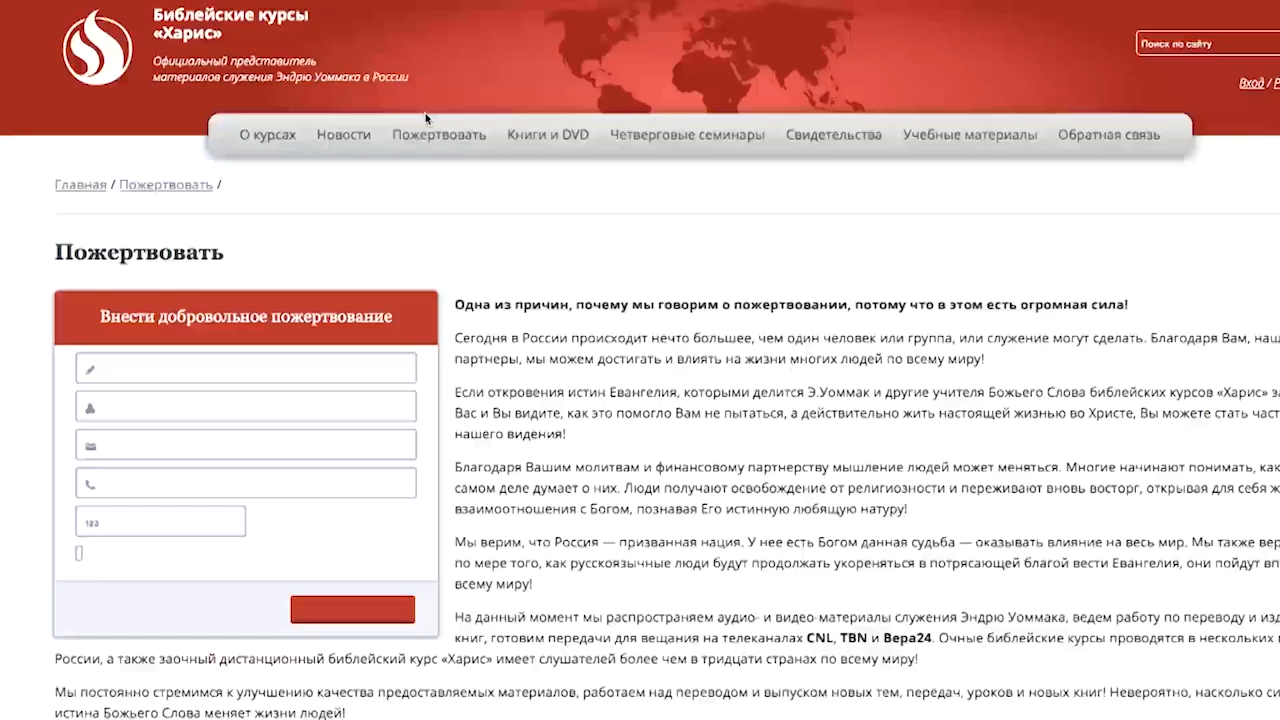 Библейские курсы
«Харис»
Официальный представитель
материалов служения Эндрю Уоммака в России
Поиск по сайту
Вход /
О курсах Новости Пожертвовать Книги и DVD Четверговые семинары Свидетельства Учебные материалы Обратная связь
Главная / Пожертвовать /
Пожертвовать
Внести добровольное пожертвование
123
Одна из причин, почему мы говорим о пожертвовании, потому что в этом есть огромная сила!
Сегодня в России происходит нечто большее, чем один человек или группа, или служение могут сделать. Благодаря Вам, наш
партнеры, мы можем достигать и влиять на жизни многих людей по всему миру!
Если откровения истин Евангелия, которыми делится Э.Уоммак и другие учителя Божьего Слова библейских курсов «Харис» за
Вас и Вы видите, как это помогло Вам не пытаться, а действительно жить настоящей жизнью во Христе, Вы можете стать част
нашего видения!
Благодаря Вашим молитвам и финансовому партнерству мышление людей может меняться. Многие начинают понимать, как
самом деле думает о них. Люди получают освобождение от религиозности и переживают вновь восторг, открывая для себя ж
взаимоотношения с Богом, познавая Его истинную любящую натуру!
Мы верим, что Россия — призванная нация. У нее есть Богом данная судьба — оказывать влияние на весь мир. Мы также вер
по мере того, как русскоязычные люди будут продолжать укореняться в потрясающей благой вести Евангелия, они пойдут вп
всему миру!
На данный момент мы распространяем аудио- и видео-материалы служения Эндрю Уоммака, ведем работу по переводу и изд
книг, готовим передачи для вещания на телеканалах CNL, TBN и Вера24. Очные библейские курсы проводятся в нескольких
России, а также заочный дистанционный библейский курс «Харис» имеет слушателей более чем в тридцати странах по всему миру!
Мы постоянно стремимся к улучшению качества предоставляемых материалов, работаем над переводом и выпуском новых тем, передач, уроков и новых книг! Невероятно, насколько си
истина Божьего Слова меняет жизни людей!